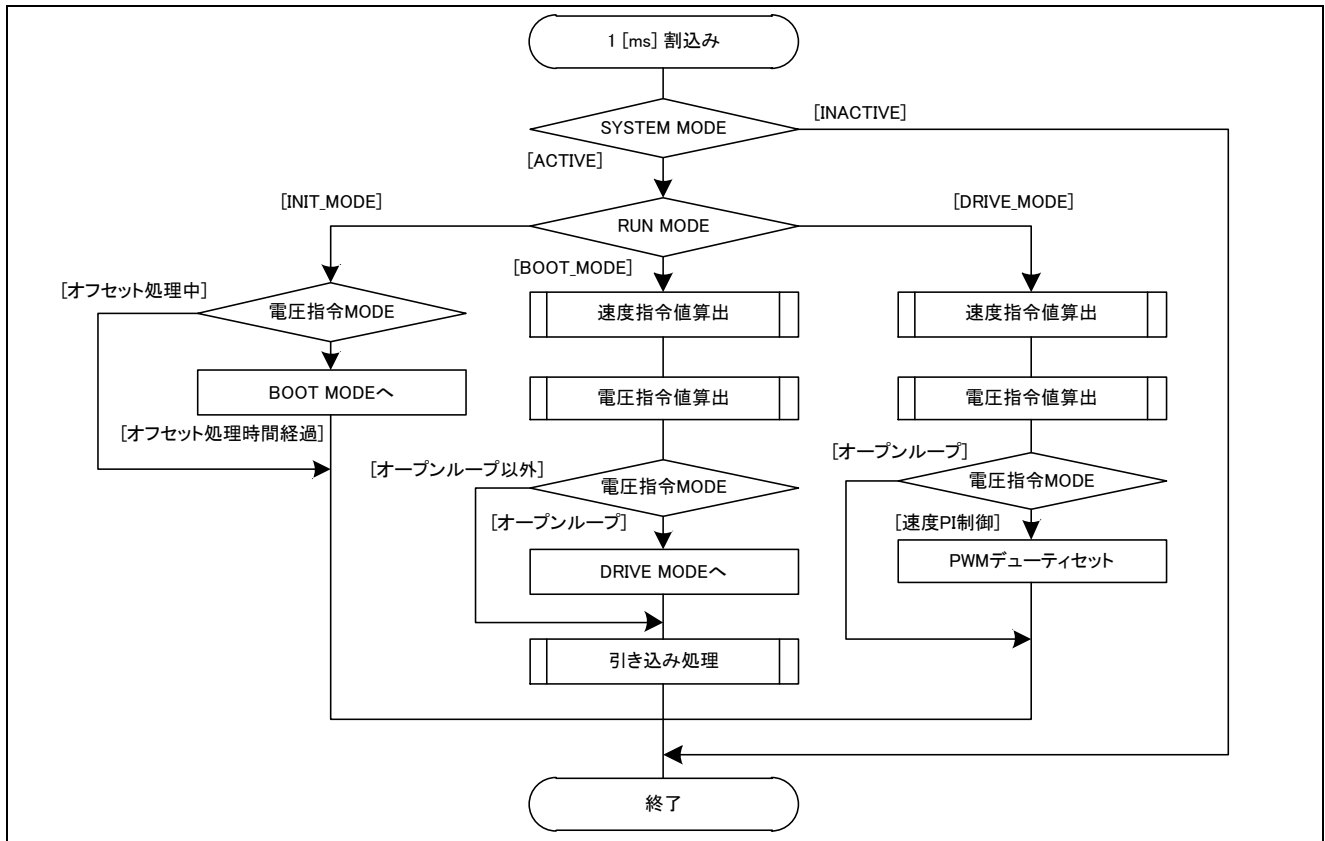 1 [ms] 割込み
SYSTEM MODE
[INACTIVE]
[ACTIVE]
[INIT_MODE]
RUN MODE
[DRIVE_MODE]
[BOOT_MODE]
[オフセット処理中]
電圧指令MODE
速度指令値算出
速度指令値算出
BOOT MODEへ
電圧指令値算出
電圧指令値算出
[オフセット処理時間経過]
[オープンループ以外]
電圧指令MODE
[オープンループ]
電圧指令MODE
[オープンループ]
[速度PI制御]
DRIVE MODEへ
PWMデューティセット
引き込み処理
終了